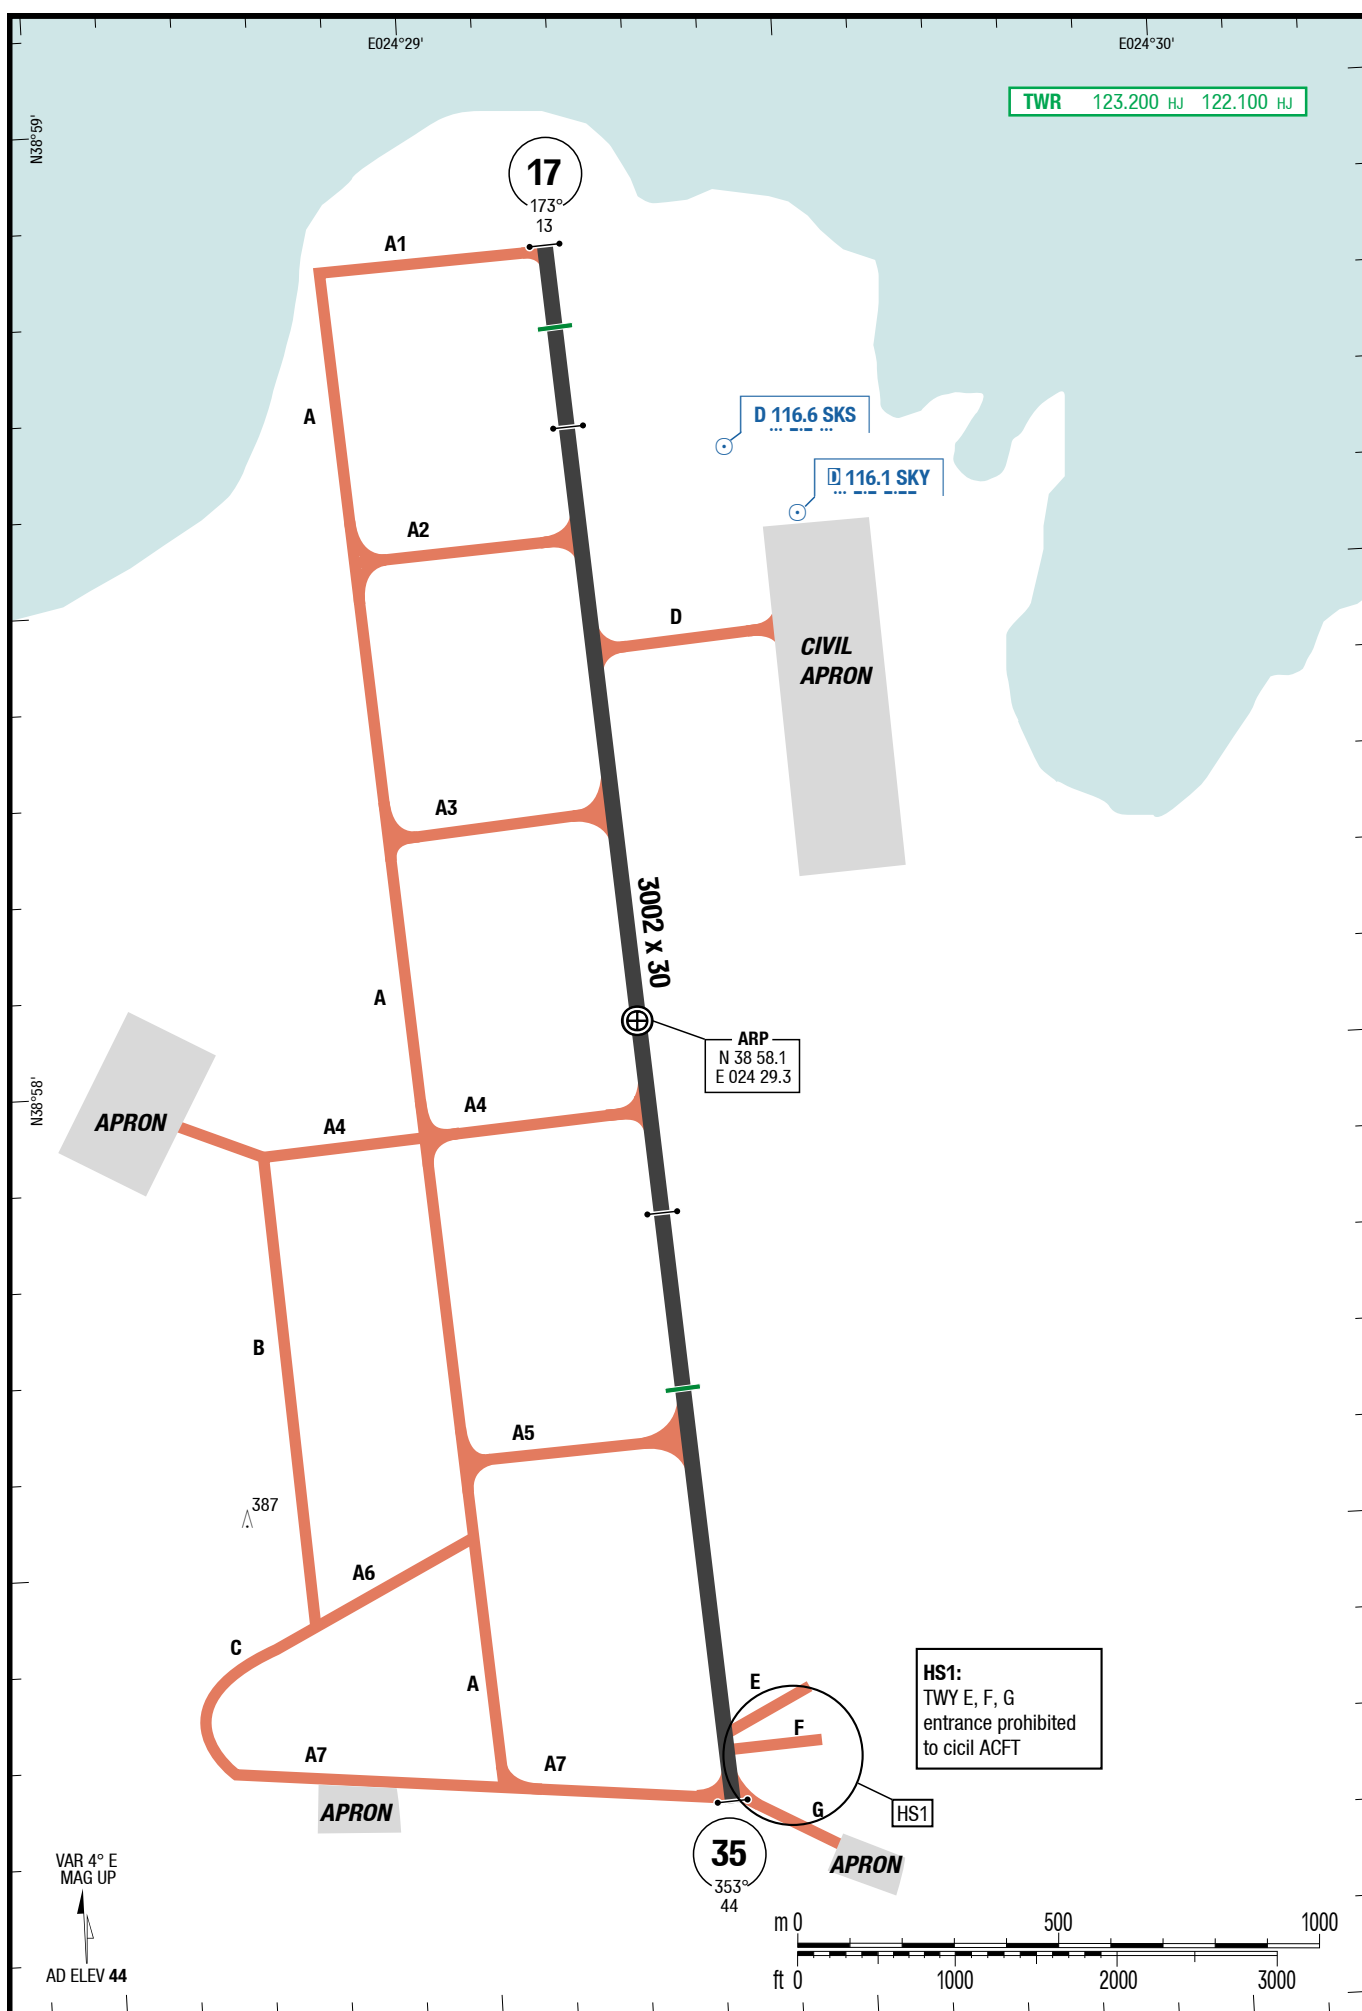 E024°29'
E024°30'
TWR 123.200 HJ 122.100 HJ
N38°59'
17
173°
13
A1
A
D 116.6 SKS
D 116.1 SKY
A2
D
CIVIL
APRON
A3
3002 X 30
A
ARP
N 38 58.1
E 024 29.3
N38°58'
APRON
A4
A4
B
A5
387
A6
C
A
E
F
HS1:
TWY E, F, G
entrance prohibited
to cicil ACFT
A7
A7
G
HS1
APRON
35
353°
44
APRON
VAR 4° E
MAG UP
AD ELEV 44
m 0 500 1000
ft 0 1000 2000 3000